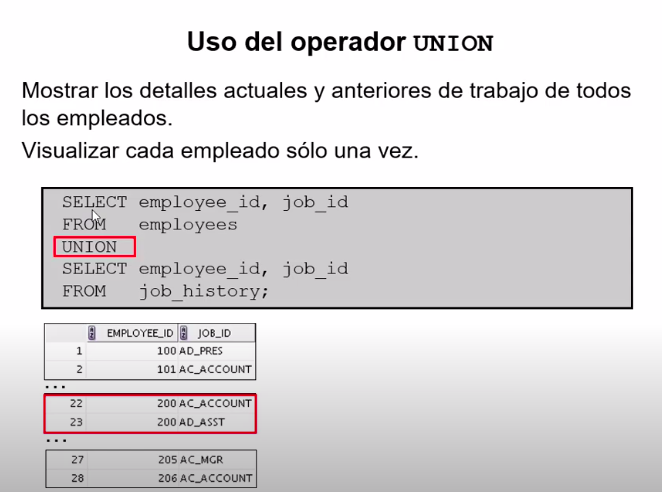 Uso del operador UNION
Mostrar los detalles actuales y anteriores de trabajo de todos
los empleados.
Visualizar cada empleado sólo una vez.
SELECT employee_id, job_id
FROM employees
UNION
SELECT employee_id, job_id
FROM job_history;
EMPLOYEE_ID JOB_ID
1 100 AD_PRES
2 101 AC_ACCOUNT
...
22 200 AC_ACCOUNT
23 200 AD_ASST
...
27 205 AC_MGR
28 206 AC_ACCOUNT